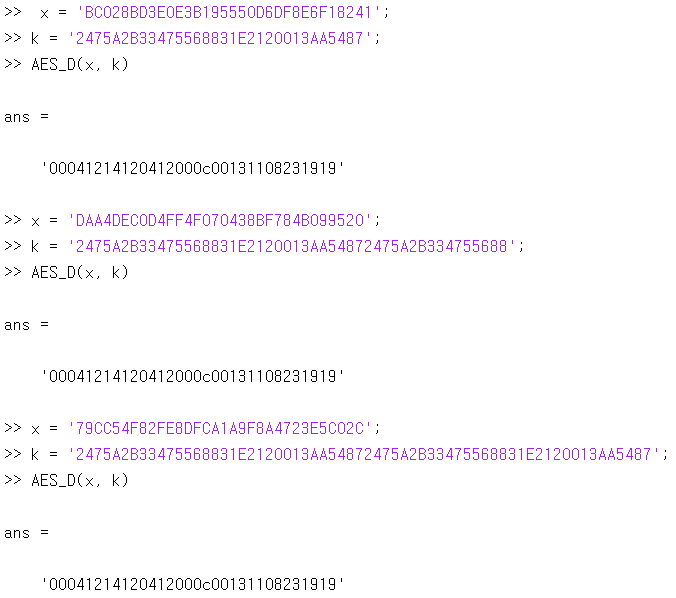 >>  x = 'BC028BD3E0E3B195550D6DF8E6F18241';
>> k = '2475A2B33475568831E2120013AA5487';
>> AES_D(x, k)
ans =
'00041214120412000c00131108231919'
>> x = 'DAA4DEC0D4FF4F070438BF784B099520';
>> k = '2475A2B33475568831E2120013AA54872475A2B334755688';
>> AES_D(x, k)
ans =
'00041214120412000c00131108231919'
>> x = '79CC54F82FE8DFCA1A9F8A4723E5C02C';
>> k = '2475A2B33475568831E2120013AA54872475A2B33475568831E2120013AA5487';
>> AES_D(x, k)
ans =
'00041214120412000c00131108231919'